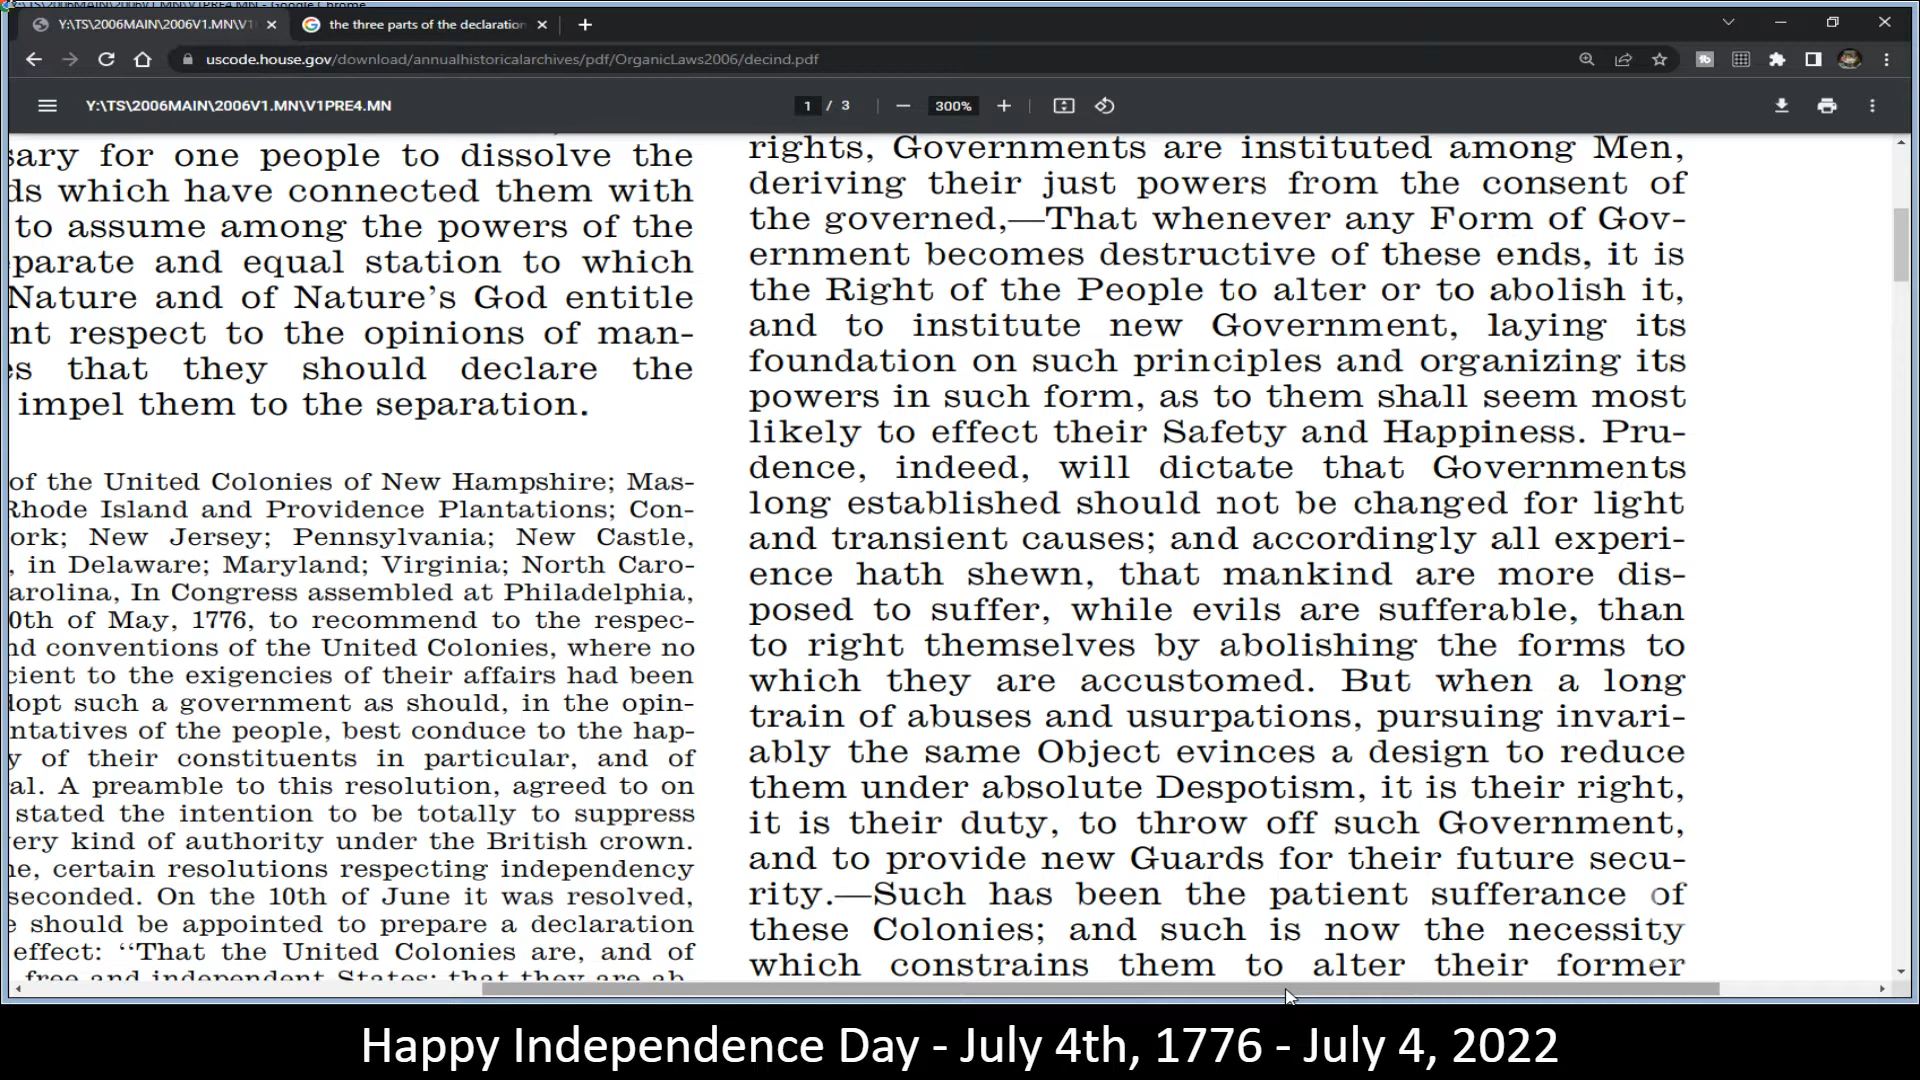 Y:\TS\2006MAIN\2006V1.MN\V1PRE4.MN - Google Chrome
Y:\TS\2006MAIN\2006V1.MN\V1
the three parts of the declaration
uscode.house.gov/download/annualhistoricalarchives/pdf/OrganicLaws2006/decind.pdf
Y:\TS\2006MAIN\2006V1.MN\V1PRE4.MN
1 / 3
300%
sary for one people to dissolve the
ds which have connected them with
to assume among the powers of the
parate and equal station to which
Nature and of Nature's God entitle
nt respect to the opinions of man-
es that they should declare the
impel them to the separation.
of the United Colonies of New Hampshire; Mas-
Rhode Island and Providence Plantations; Con-
ork; New Jersey; Pennsylvania; New Castle,
, in Delaware; Maryland; Virginia; North Caro-
arolina, In Congress assembled at Philadelphia,
0th of May, 1776, to recommend to the respec-
nd conventions of the United Colonies, where no
cient to the exigencies of their affairs had been
dopt such a government as should, in the opin-
ntatives of the people, best conduce to the hap-
y of their constituents in particular, and of
al. A preamble to this resolution, agreed to on
stated the intention to be totally to suppress
ery kind of authority under the British crown.
ne, certain resolutions respecting independency
seconded. On the 10th of June it was resolved,
e should be appointed to prepare a declaration
effect: ‘‘That the United Colonies are, and of
free and independent States; that they are ab-
rights, Governments are instituted among Men,
deriving their just powers from the consent of
the governed,—That whenever any Form of Gov-
ernment becomes destructive of these ends, it is
the Right of the People to alter or to abolish it,
and to institute new Government, laying its
foundation on such principles and organizing its
powers in such form, as to them shall seem most
likely to effect their Safety and Happiness. Pru-
dence, indeed, will dictate that Governments
long established should not be changed for light
and transient causes; and accordingly all experi-
ence hath shewn, that mankind are more dis-
posed to suffer, while evils are sufferable, than
to right themselves by abolishing the forms to
which they are accustomed. But when a long
train of abuses and usurpations, pursuing invari-
ably the same Object evinces a design to reduce
them under absolute Despotism, it is their right,
it is their duty, to throw off such Government,
and to provide new Guards for their future secu-
rity.—Such has been the patient sufferance of
these Colonies; and such is now the necessity
which constrains them to alter their former
Happy Independence Day - July 4th, 1776 - July 4, 2022